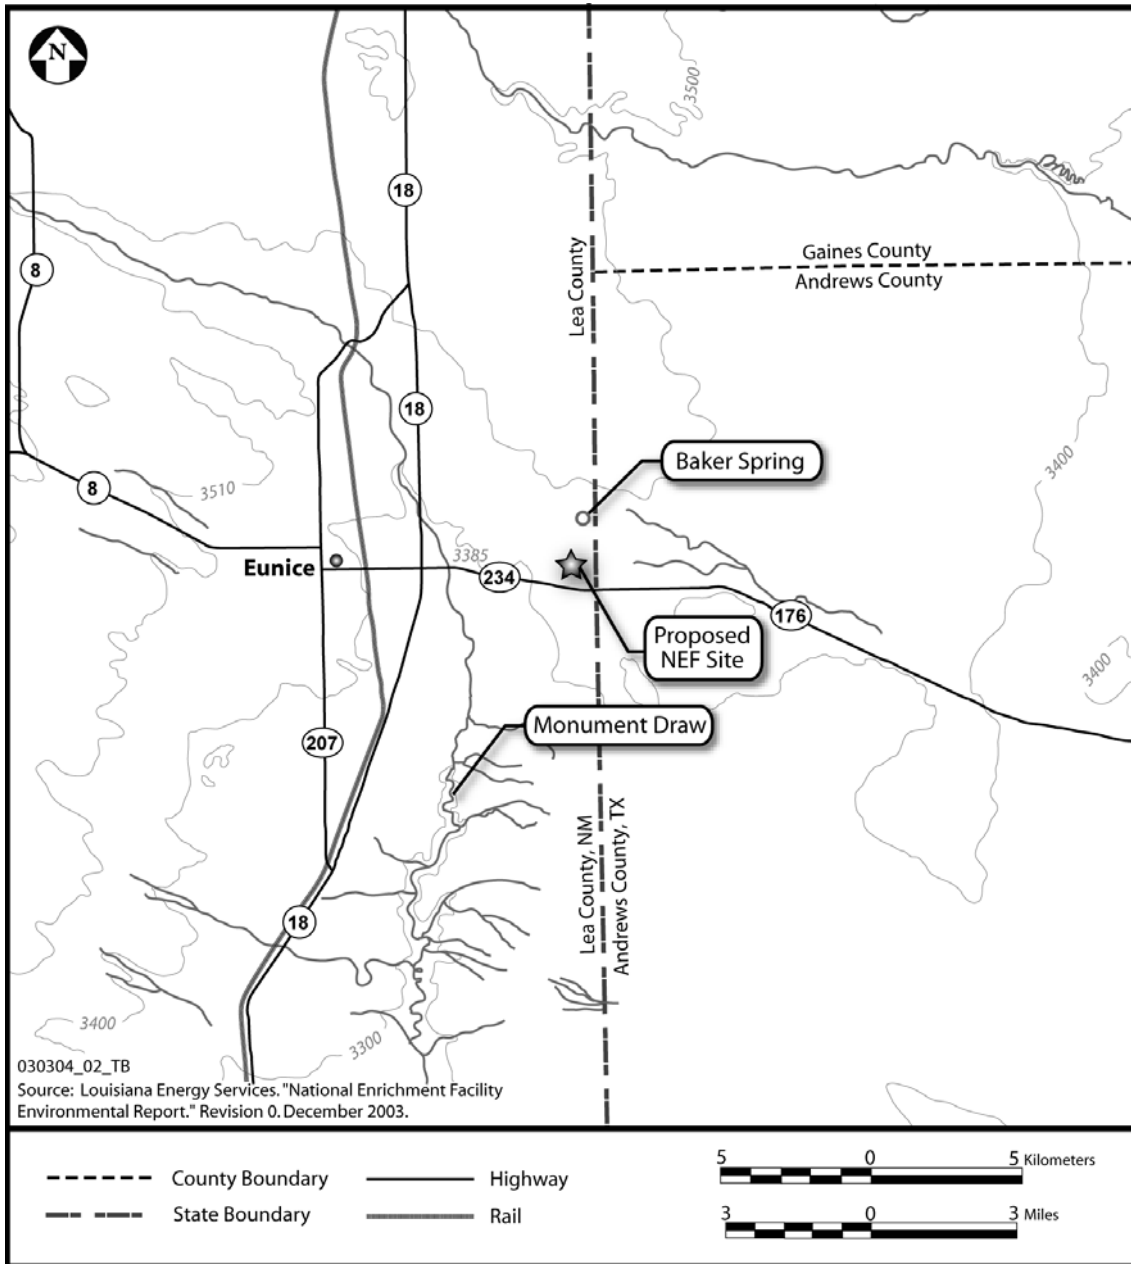 N
3500
18
Gaines County
8
Lea County
Andrews County
18
Baker Spring
3400
8
3510
3385
Eunice
234
176
Proposed
NEF Site
3400
Monument Draw
207
Lea County, NM
Andrews County, TX
18
3400
3300
030304_02_TB
Source: Louisiana Energy Services. "National Enrichment Facility
Environmental Report." Revision 0. December 2003.
County Boundary
Highway
5 0 5 Kilometers
State Boundary
Rail
3 0 3 Miles